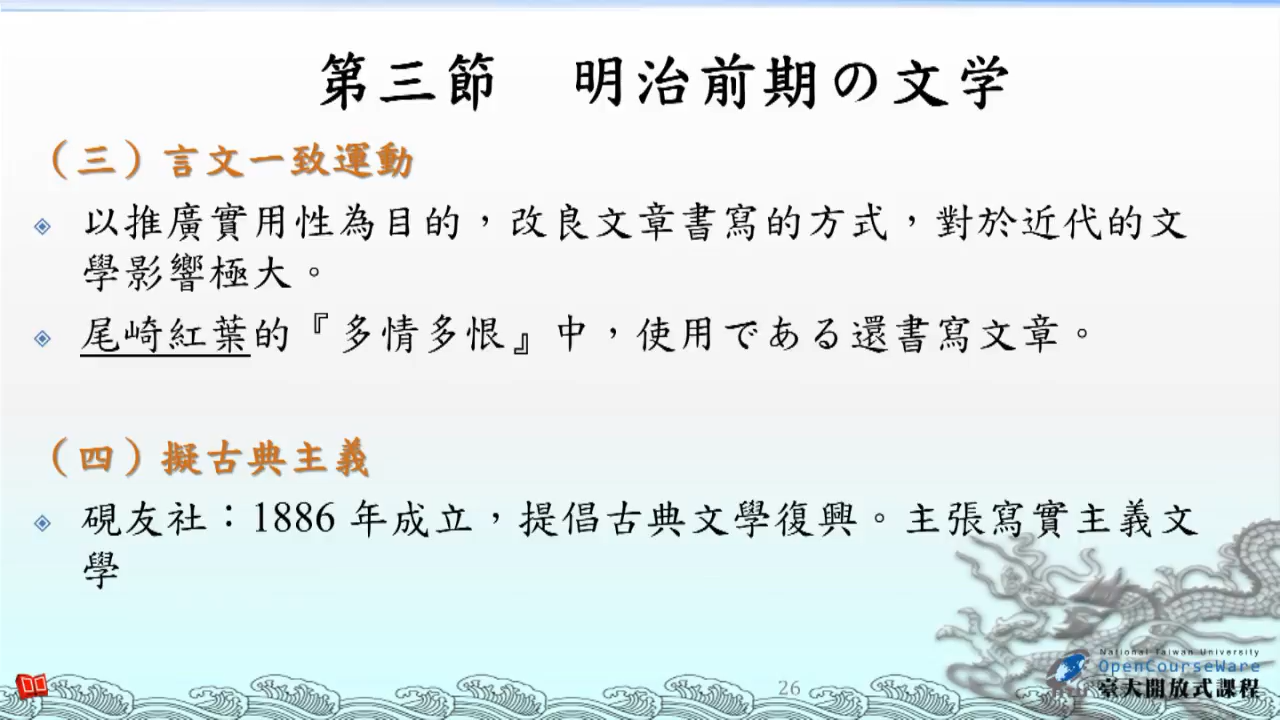 第三節　明治前期の文学
（三）言文一致運動
以推廣實用性為目的，改良文章書寫的方式，對於近代的文
學影響極大。
尾崎紅葉的『多情多恨』中，使用である還書寫文章。
（四）擬古典主義
硯友社：1886 年成立，提倡古典文學復興。主張寫實主義文
學
26
National Taiwan University
OpenCourseWare
臺大開放式課程